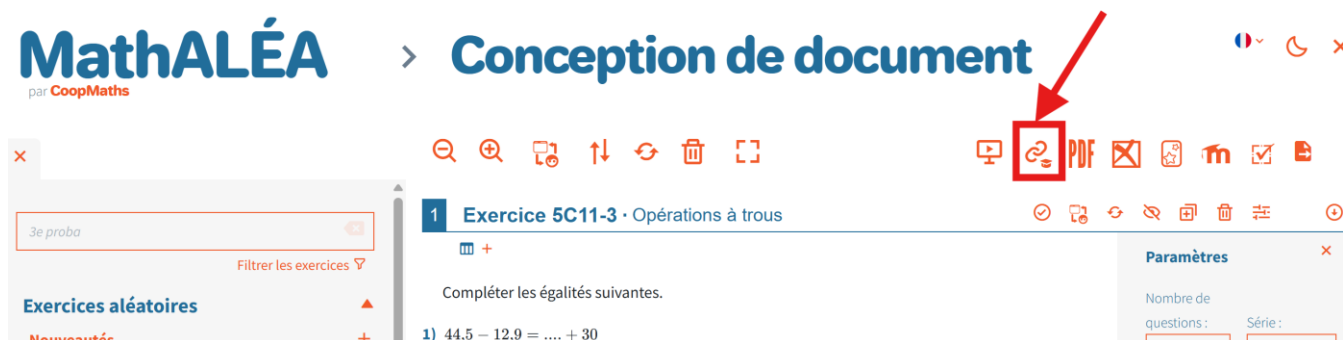 MathALÉA
par CoopMaths
> Conception de document
PDF
3e proba
Filtrer les exercices
Exercices aléatoires
Nouveautés
1 Exercice 5C11-3 · Opérations à trous
Compléter les égalités suivantes.
1) 44,5 − 12,9 = .... + 30
Paramètres
Nombre de
questions :
Série :